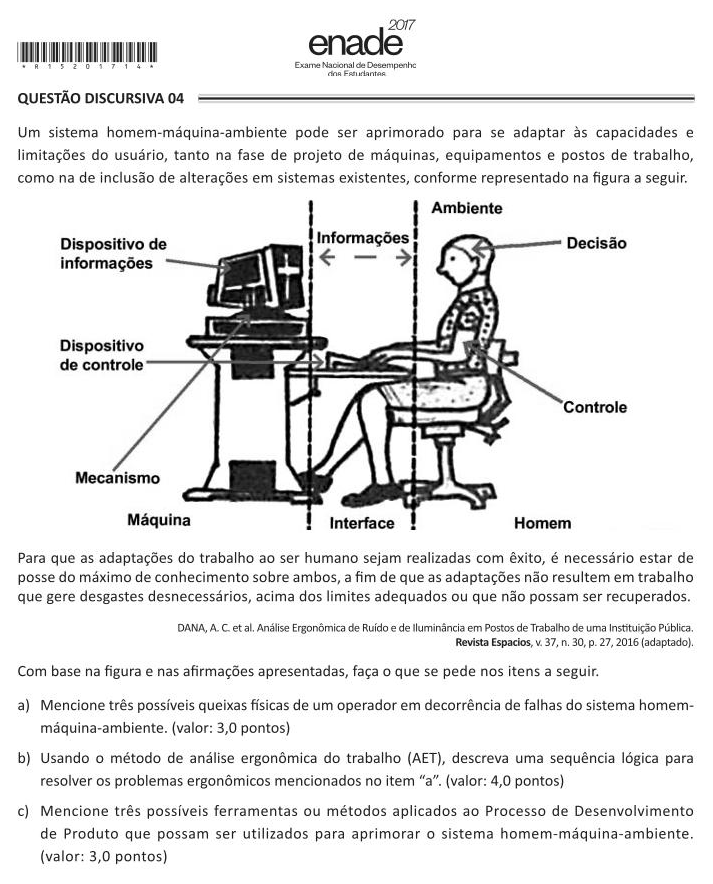 2017
enade
Exame Nacional de Desempenho
dos Estudantes
*R15201714*
QUESTÃO DISCURSIVA 04
Um sistema homem-máquina-ambiente pode ser aprimorado para se adaptar às capacidades e
limitações do usuário, tanto na fase de projeto de máquinas, equipamentos e postos de trabalho,
como na de inclusão de alterações em sistemas existentes, conforme representado na figura a seguir.
Ambiente
Dispositivo de
informações
Informações
Decisão
Dispositivo
de controle
Controle
Mecanismo
Máquina
Interface
Homem
Para que as adaptações do trabalho ao ser humano sejam realizadas com êxito, é necessário estar de
posse do máximo de conhecimento sobre ambos, a fim de que as adaptações não resultem em trabalho
que gere desgastes desnecessários, acima dos limites adequados ou que não possam ser recuperados.
DANA, A. C. et al. Análise Ergonômica de Ruído e de Iluminância em Postos de Trabalho de uma Instituição Pública.
Revista Espacios, v. 37, n. 30, p. 27, 2016 (adaptado).
Com base na figura e nas afirmações apresentadas, faça o que se pede nos itens a seguir.
a) Mencione três possíveis queixas físicas de um operador em decorrência de falhas do sistema homem-
máquina-ambiente. (valor: 3,0 pontos)
b) Usando o método de análise ergonômica do trabalho (AET), descreva uma sequência lógica para
resolver os problemas ergonômicos mencionados no item “a”. (valor: 4,0 pontos)
c) Mencione três possíveis ferramentas ou métodos aplicados ao Processo de Desenvolvimento
de Produto que possam ser utilizados para aprimorar o sistema homem-máquina-ambiente.
(valor: 3,0 pontos)